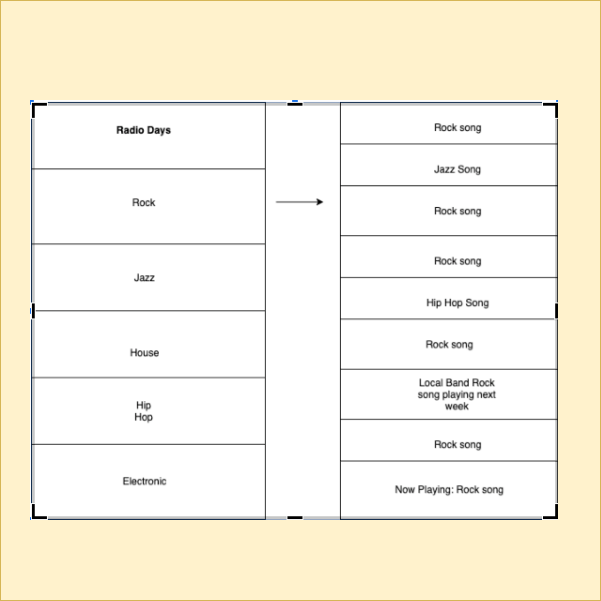 Radio Days
Rock
Jazz
House
Hip
Hop
Electronic
Rock song
Jazz Song
Rock song
Rock song
Hip Hop Song
Rock song
Local Band Rock
song playing next
week
Rock song
Now Playing: Rock song